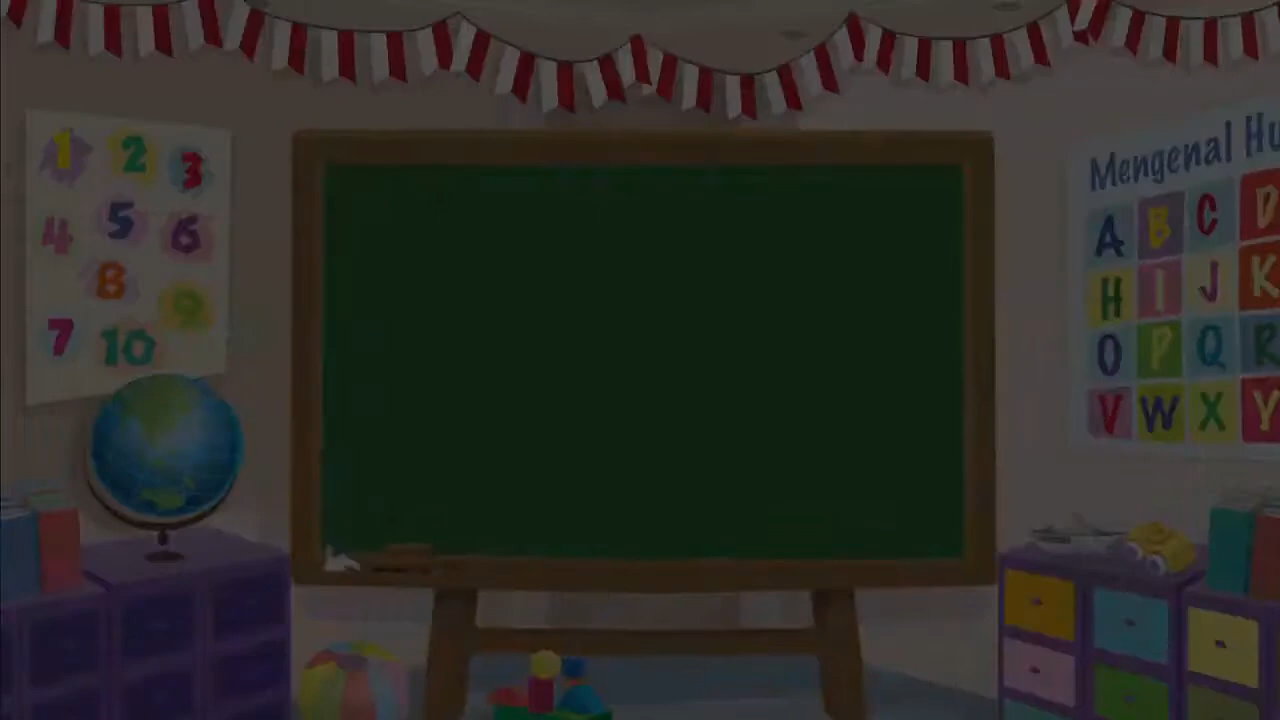 1 2 3
4 5 6
8 9
7 10
Mengenal Hu
A B C D
H I J K
O P Q R
V W X Y